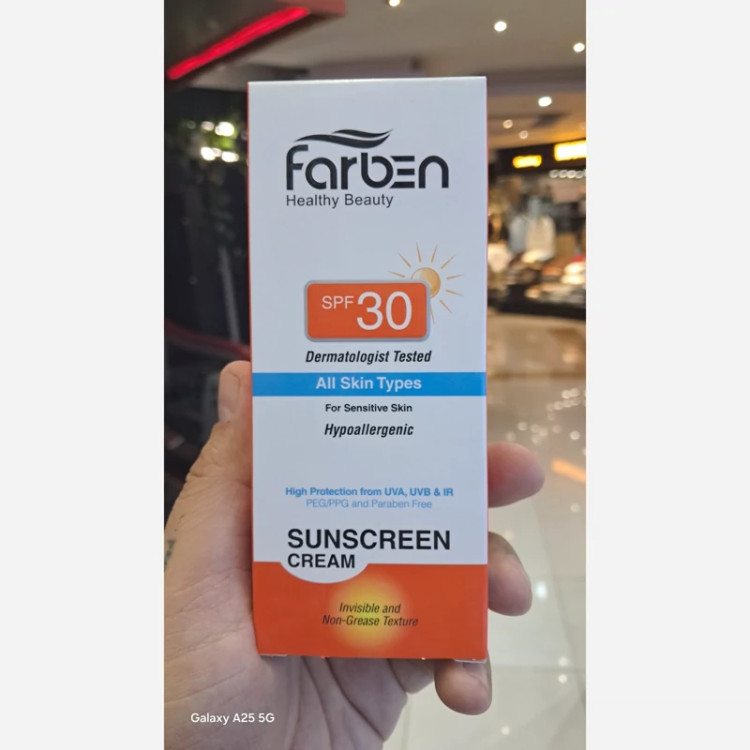 Farben
Healthy Beauty
SPF 30
Dermatologist Tested
All Skin Types
For Sensitive Skin
Hypoallergenic
High Protection from UVA, UVB & IR
PEG/PPG and Paraben Free
SUNSCREEN
CREAM
Invisible and
Non-Grease Texture
Galaxy A25 5G